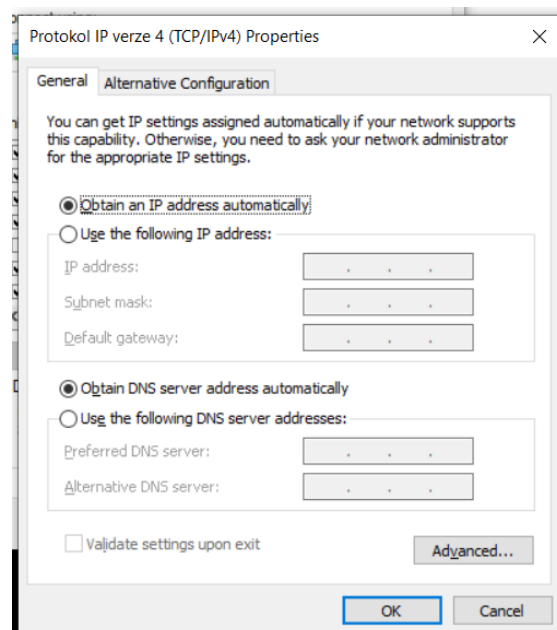 Protokol IP verze 4 (TCP/IPv4) Properties
General
Alternative Configuration
You can get IP settings assigned automatically if your network supports
this capability. Otherwise, you need to ask your network administrator
for the appropriate IP settings.
Obtain an IP address automatically
Use the following IP address:
IP address:
Subnet mask:
Default gateway:
Obtain DNS server address automatically
Use the following DNS server addresses:
Preferred DNS server:
Alternative DNS server:
Validate settings upon exit
Advanced...
OK
Cancel